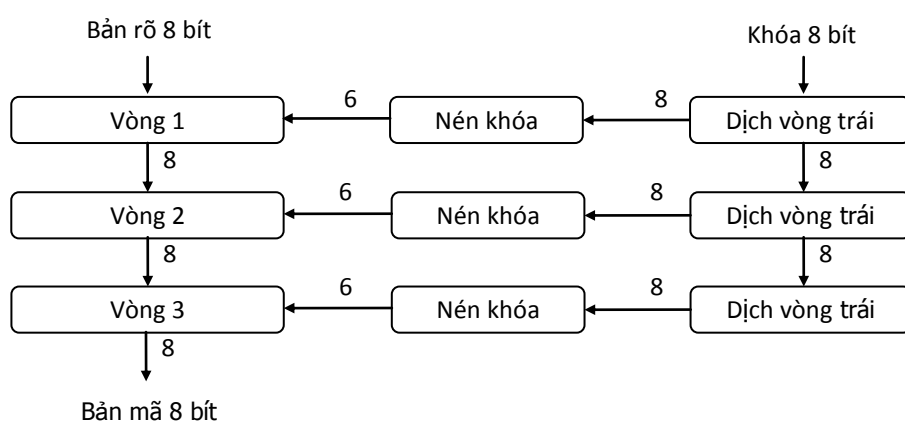 Bản rõ 8 bít
Khóa 8 bít
Vòng 1
6
Nén khóa
8
Dịch vòng trái
8
8
Vòng 2
6
Nén khóa
8
Dịch vòng trái
8
8
Vòng 3
6
Nén khóa
8
Dịch vòng trái
8
Bản mã 8 bít